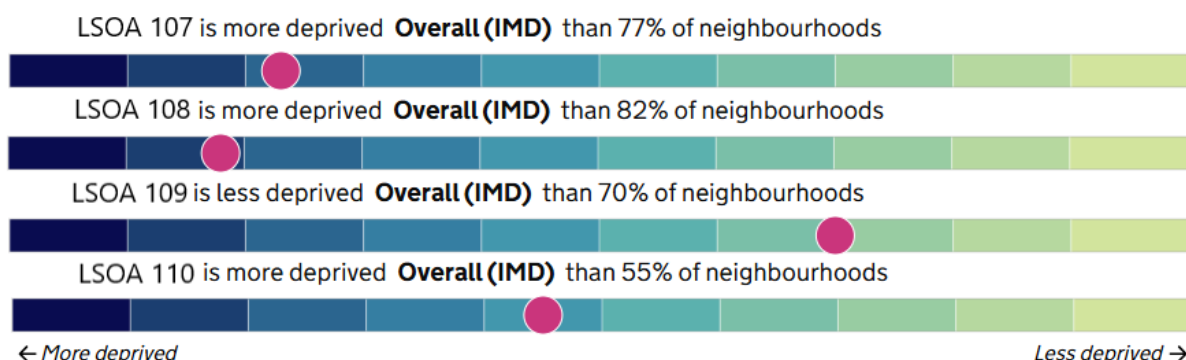 LSOA 107 is more deprived Overall (IMD) than 77% of neighbourhoods
LSOA 108 is more deprived Overall (IMD) than 82% of neighbourhoods
LSOA 109 is less deprived Overall (IMD) than 70% of neighbourhoods
LSOA 110 is more deprived Overall (IMD) than 55% of neighbourhoods
← More deprived Less deprived →